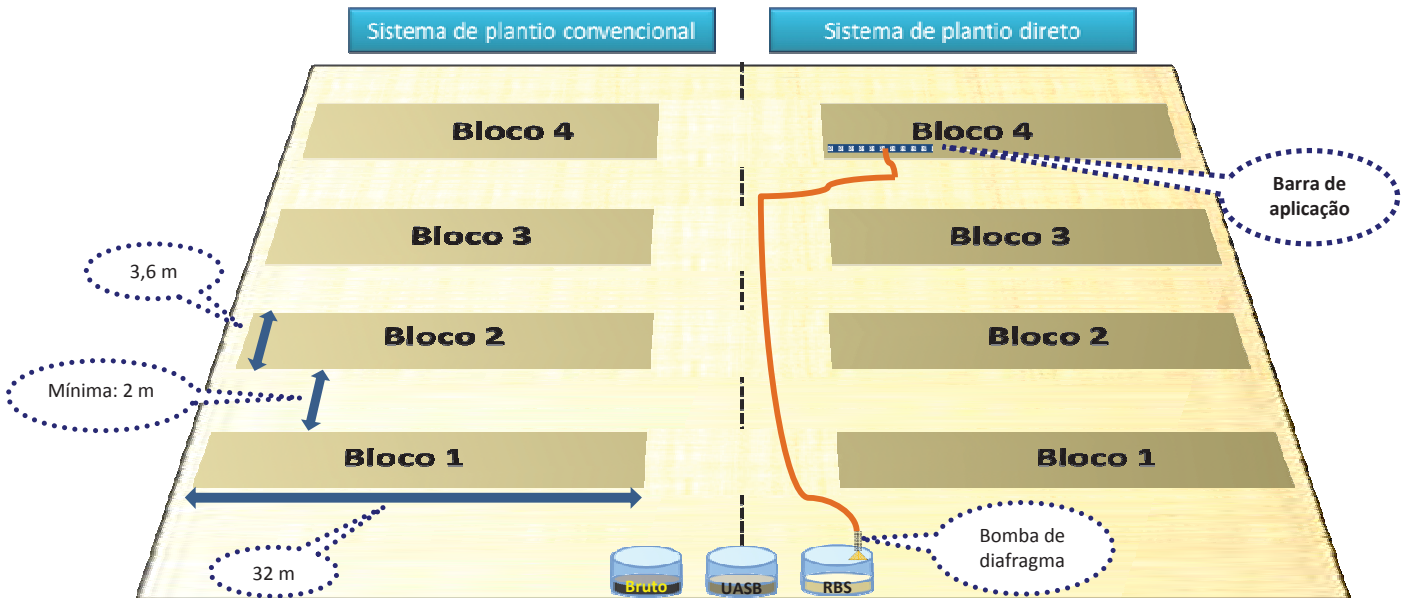 Sistema de plantio convencional
Sistema de plantio direto
Bloco 4
Bloco 4
Barra de
aplicação
Bloco 3
Bloco 3
3,6 m
Bloco 2
Bloco 2
Mínima: 2 m
Bloco 1
Bloco 1
32 m
Bomba de
diafragma
Bruto
UASB
RBS